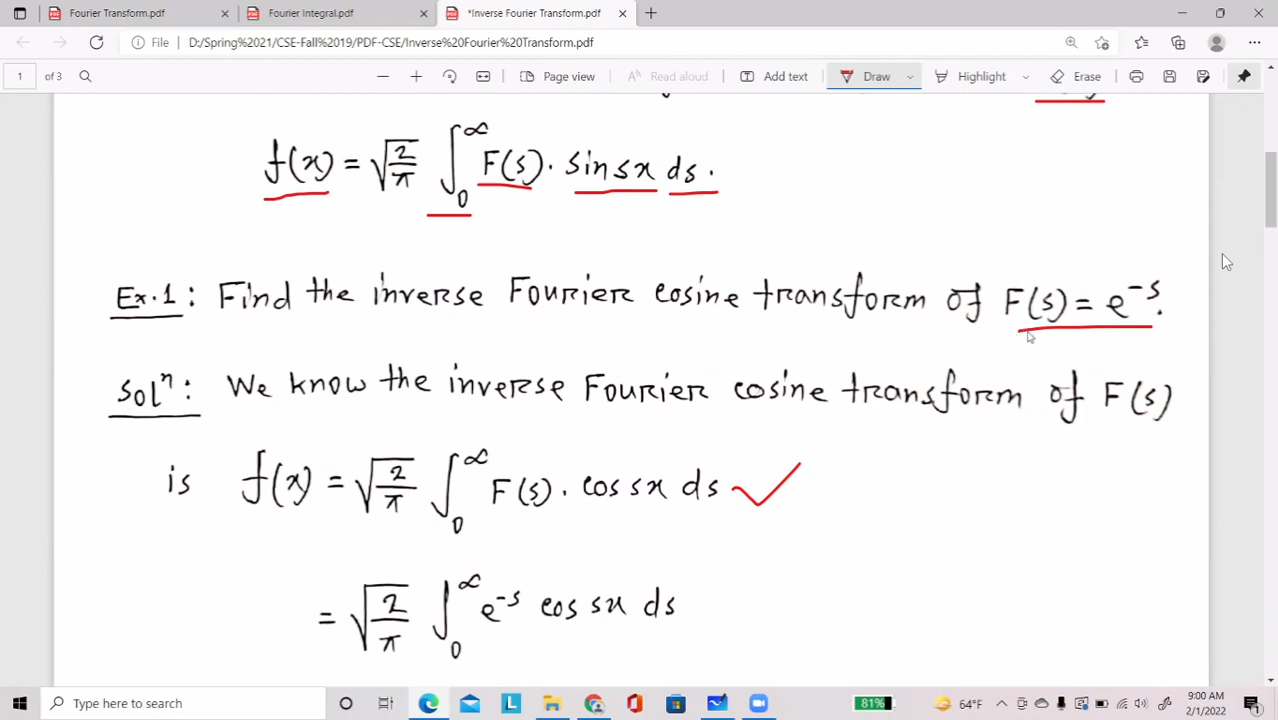 Fourier Transform.pdf
Fourier Integral.pdf
*Inverse Fourier Transform.pdf
File
D:/Spring%2021/CSE-Fall%2019/PDF-CSE/Inverse%20Fourier%20Transform.pdf
1 of 3
Page view
Read aloud
Add text
Draw
Highlight
Erase
f(x) = √(2/π) ∫₀^∞ F(s) · sin sx ds ·
Ex.1 : Find the inverse Fourier cosine transform of F(s) = e⁻ˢ.
Solⁿ : We know the inverse Fourier cosine transform of F(s)
is f(x) = √(2/π) ∫₀^∞ F(s) · cos sx ds
= √(2/π) ∫₀^∞ e⁻ˢ cos sx ds
Type here to search
L
81%
64°F
9:00 AM
2/1/2022
1